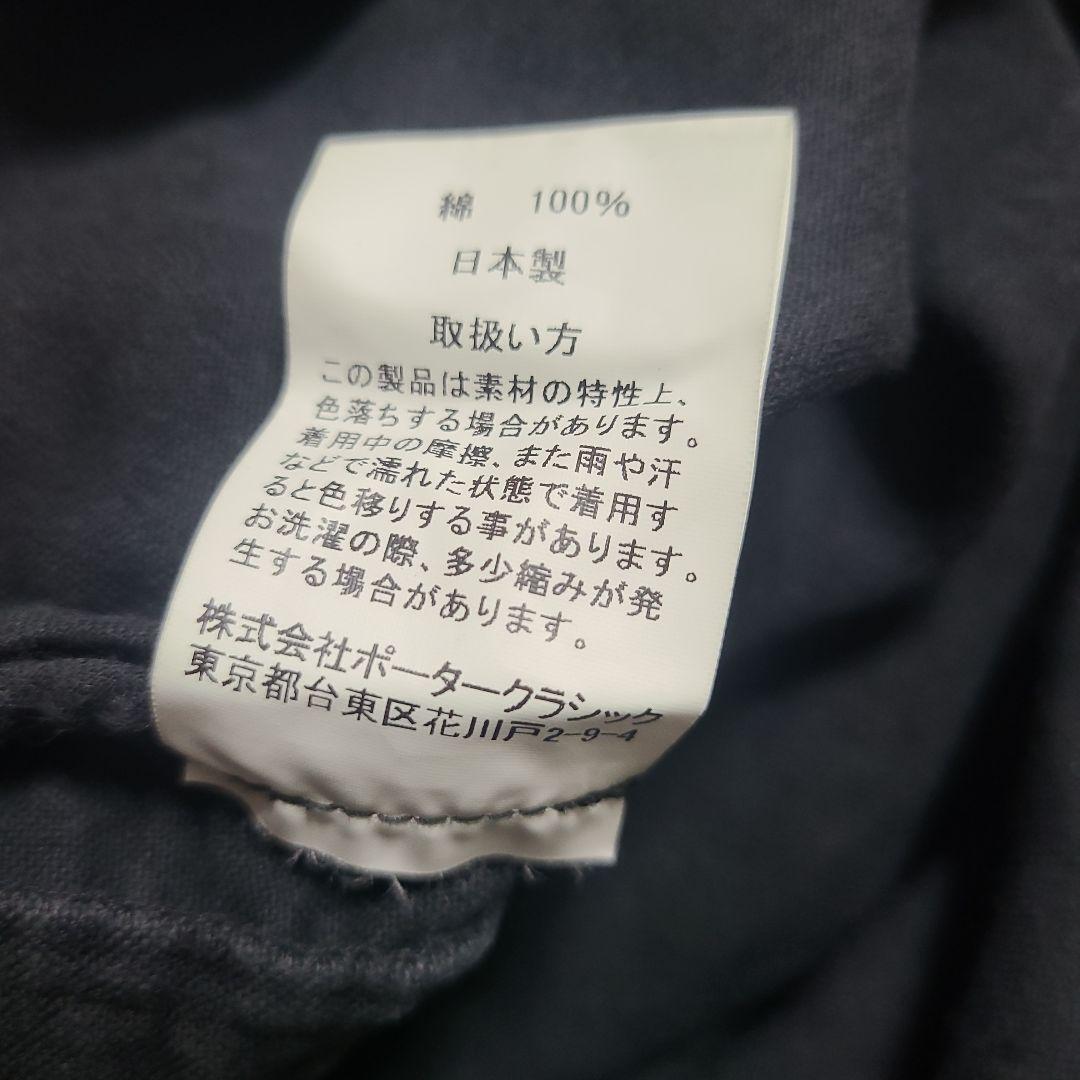 綿 100%
日本製
取扱い方
この製品は素材の特性上、
色落ちする場合があります。
着用中の摩擦、また雨や汗
などで濡れた状態で着用す
ると色移りする事があります。
お洗濯の際、多少縮みが発
生する場合があります。
株式会社ポータークラシック
東京都台東区花川戸2-9-4